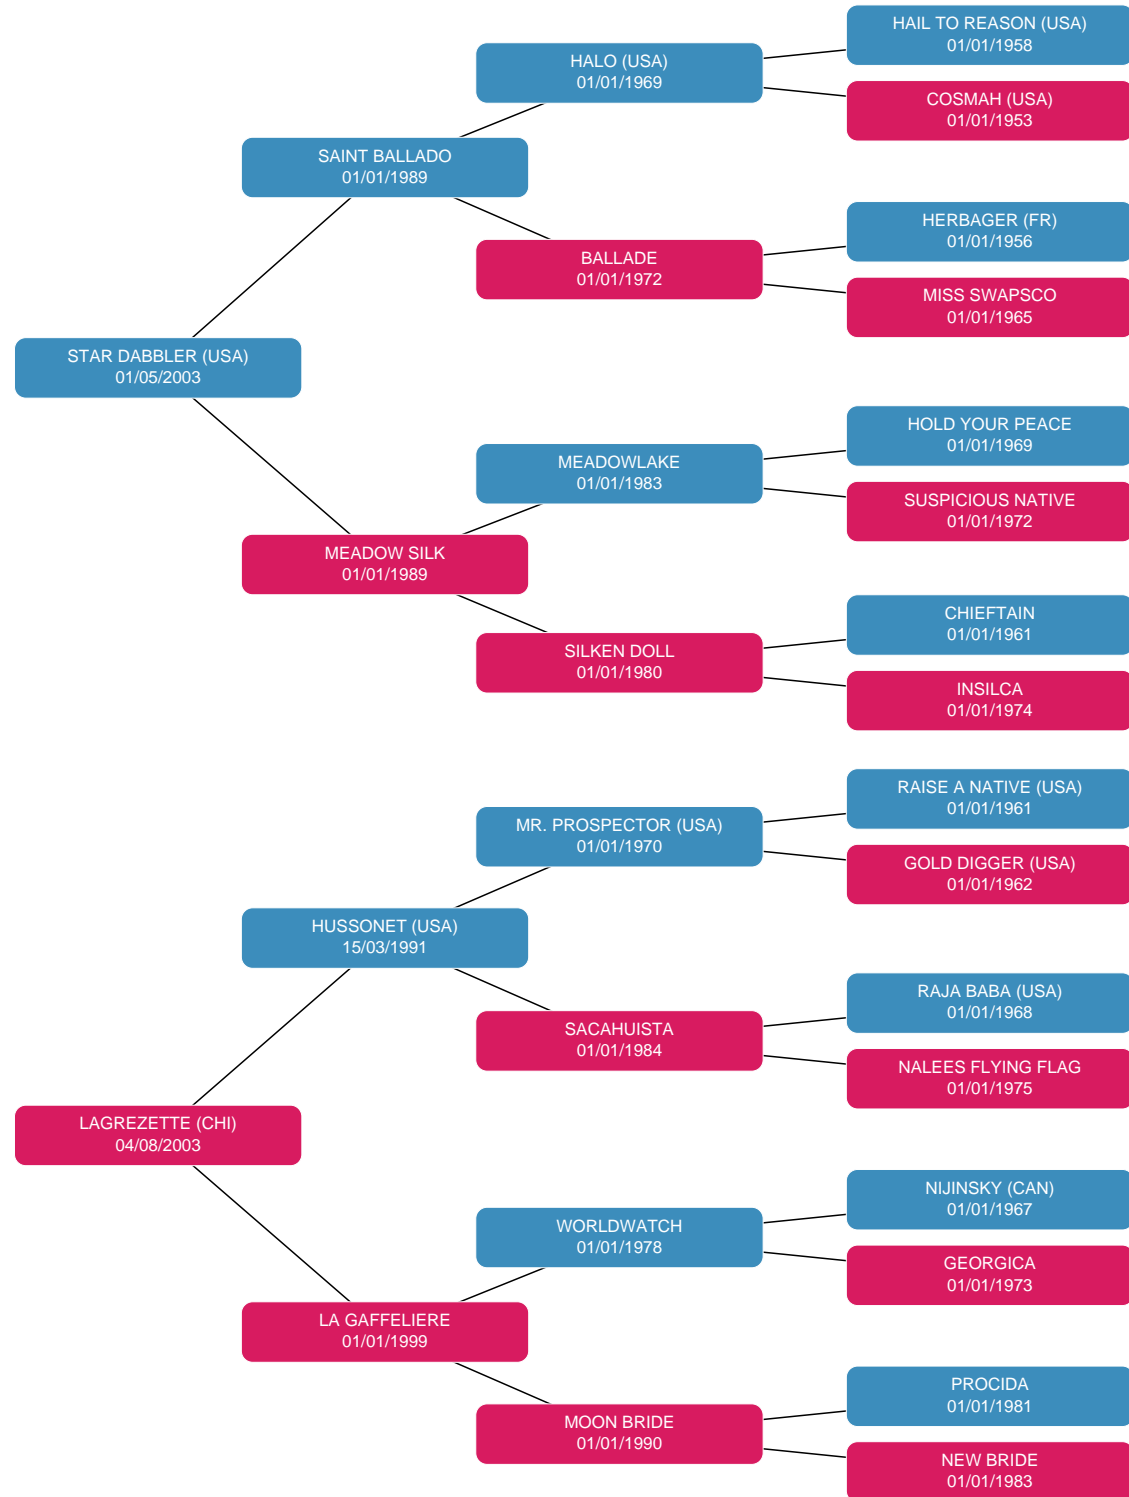 HAIL TO REASON (USA)
01/01/1958
HALO (USA)
01/01/1969
COSMAH (USA)
01/01/1953
SAINT BALLADO
01/01/1989
HERBAGER (FR)
01/01/1956
BALLADE
01/01/1972
MISS SWAPSCO
01/01/1965
STAR DABBLER (USA)
01/05/2003
HOLD YOUR PEACE
01/01/1969
MEADOWLAKE
01/01/1983
SUSPICIOUS NATIVE
01/01/1972
MEADOW SILK
01/01/1989
CHIEFTAIN
01/01/1961
SILKEN DOLL
01/01/1980
INSILCA
01/01/1974
RAISE A NATIVE (USA)
01/01/1961
MR. PROSPECTOR (USA)
01/01/1970
GOLD DIGGER (USA)
01/01/1962
HUSSONET (USA)
15/03/1991
RAJA BABA (USA)
01/01/1968
SACAHUISTA
01/01/1984
NALEES FLYING FLAG
01/01/1975
LAGREZETTE (CHI)
04/08/2003
NIJINSKY (CAN)
01/01/1967
WORLDWATCH
01/01/1978
GEORGICA
01/01/1973
LA GAFFELIERE
01/01/1999
PROCIDA
01/01/1981
MOON BRIDE
01/01/1990
NEW BRIDE
01/01/1983